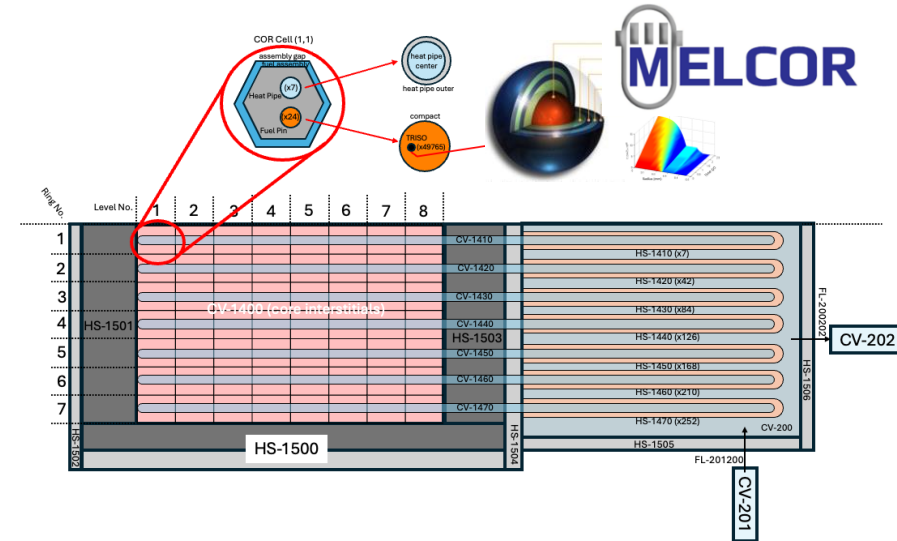 COR Cell (1,1)
assembly gap
fuel assembly
(x7)
Heat Pipe
(x24)
Fuel Pin
heat pipe
center
heat pipe outer
compact
TRISO
(x49765)
MELCOR
Ring No.
Level No.
1
2
3
4
5
6
7
8
1
2
3
4
5
6
7
CV-1410
CV-1420
CV-1430
CV-1440
CV-1450
CV-1460
CV-1470
CV-1400 (core interstitials)
HS-1501
HS-1503
HS-1410 (x7)
HS-1420 (x42)
HS-1430 (x84)
HS-1440 (x126)
HS-1450 (x168)
HS-1460 (x210)
HS-1470 (x252)
CV-200
FL-200202
CV-202
HS-1506
HS-1502
HS-1500
HS-1504
HS-1505
FL-201200
CV-201